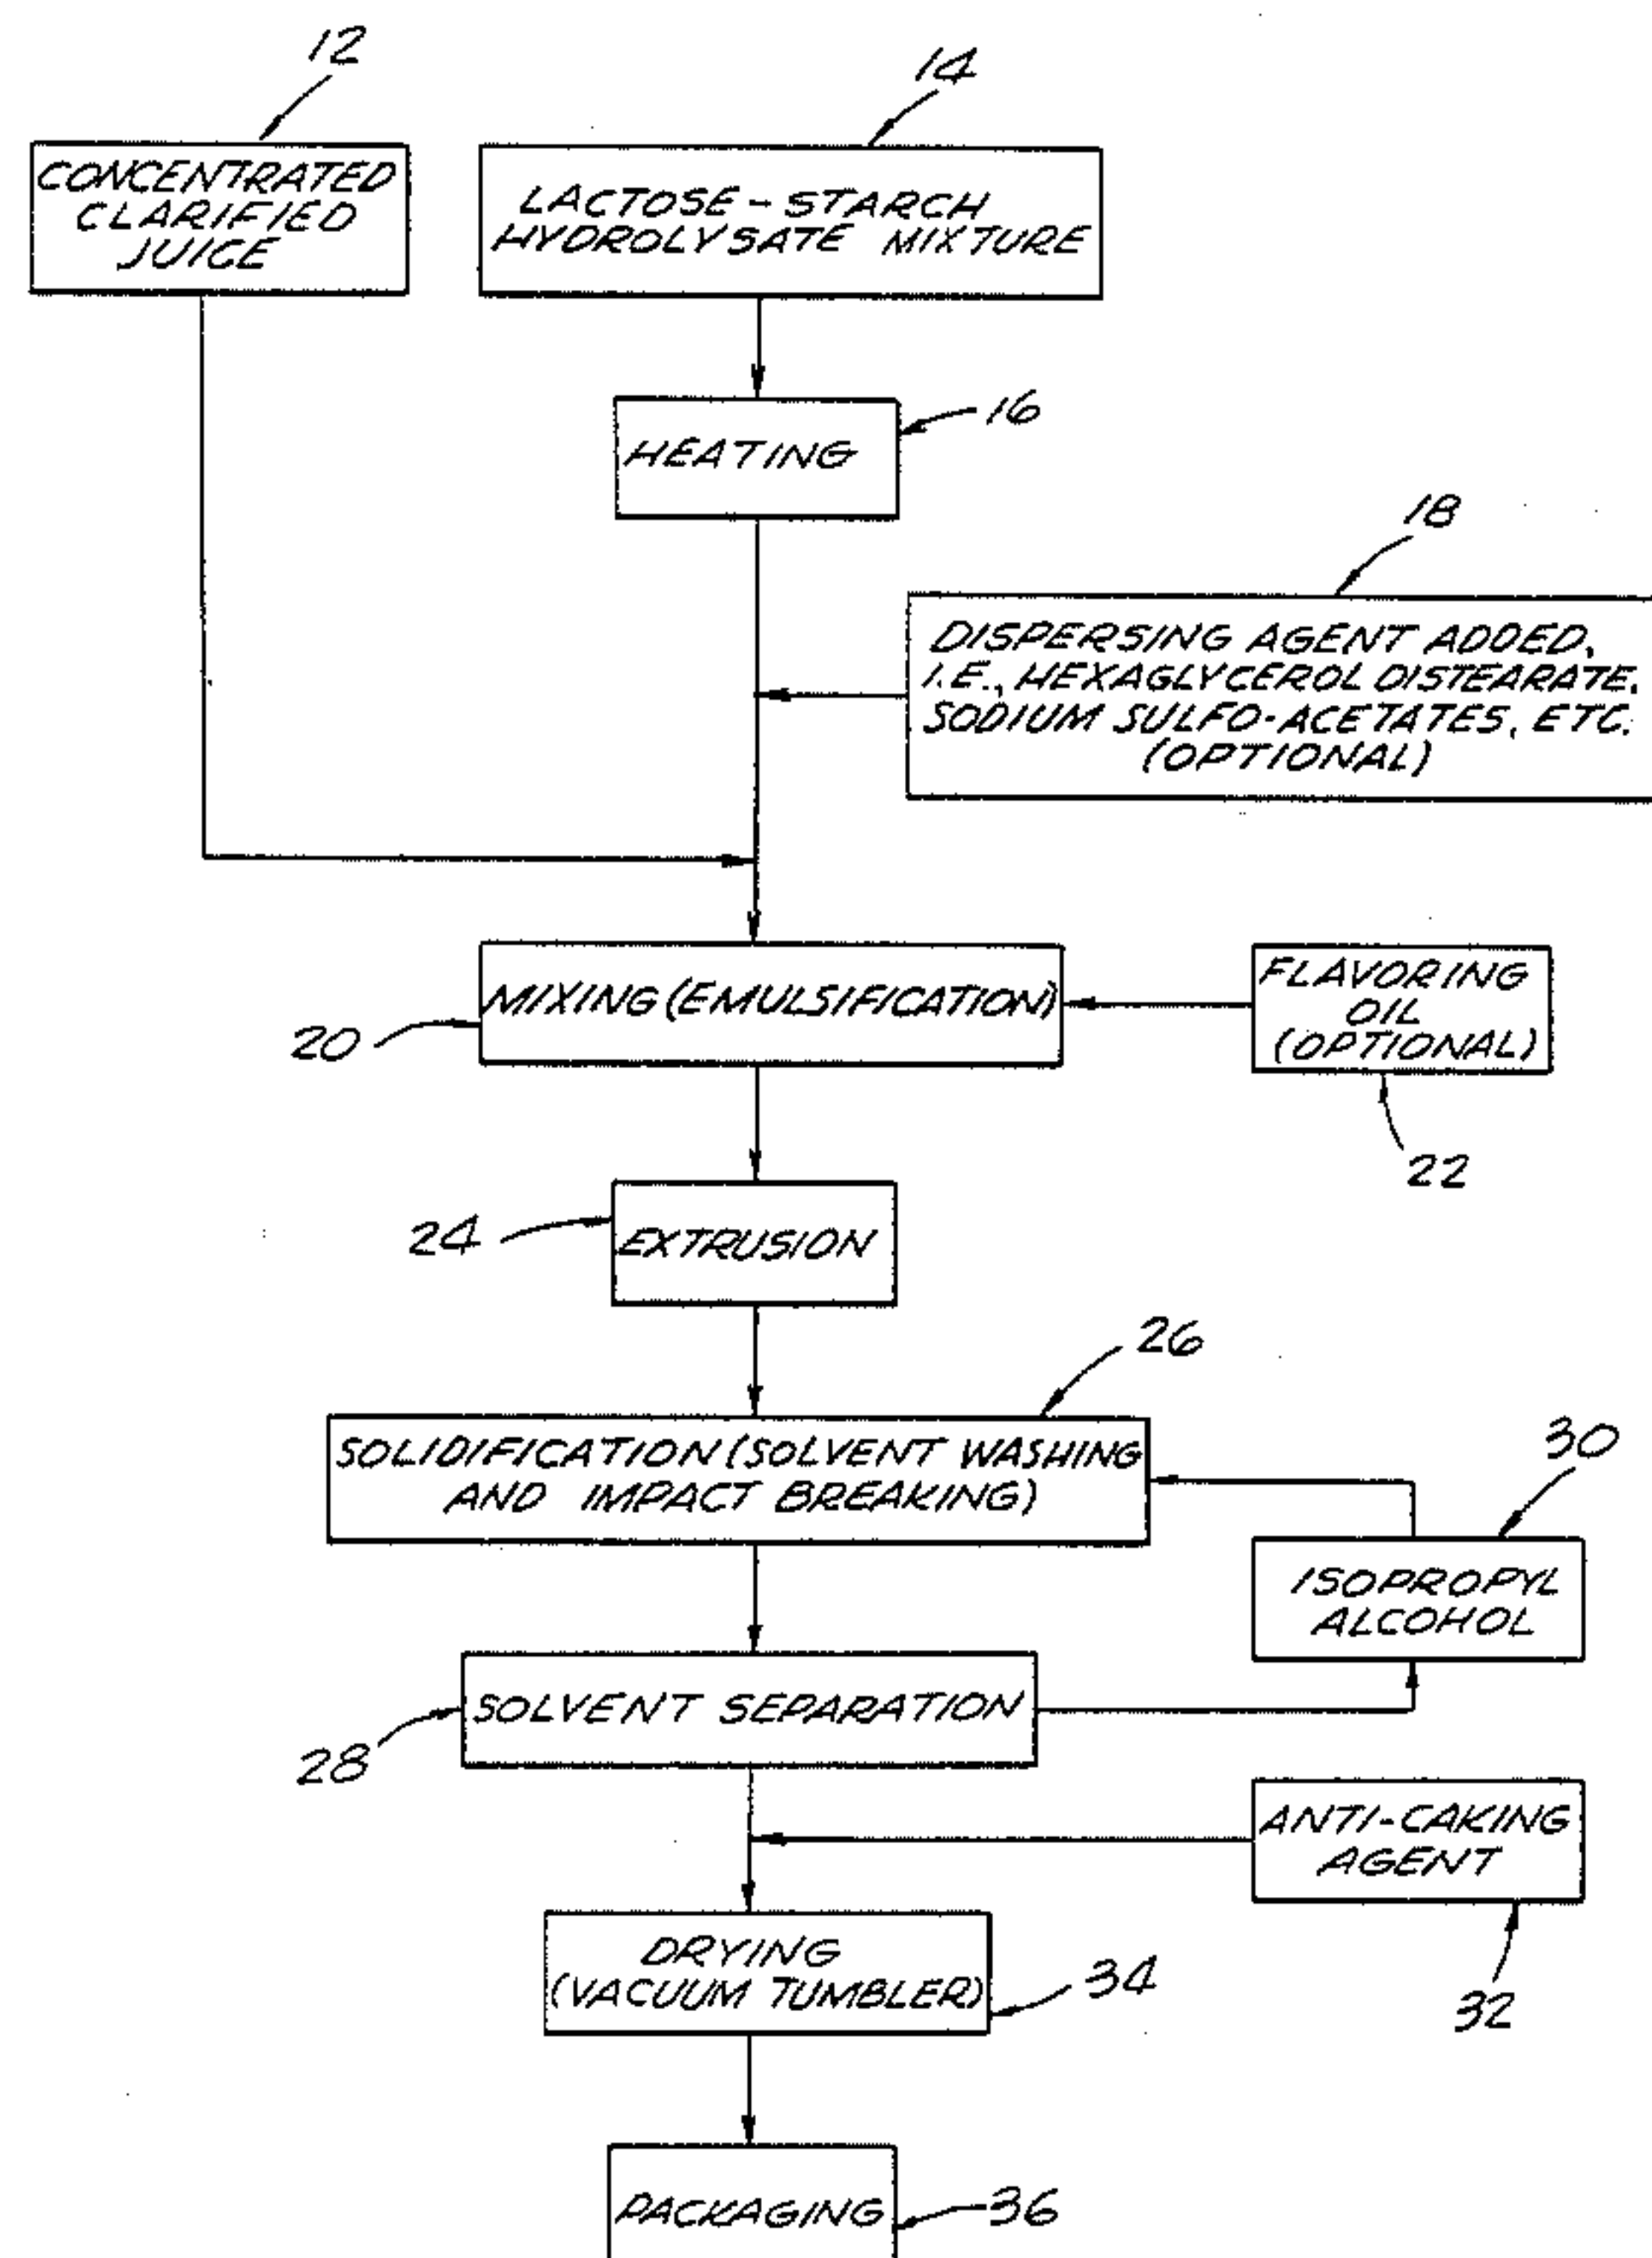 12
14
CONCENTRATED
CLARIFIED
JUICE
LACTOSE-STARCH
HYDROLYSATE MIXTURE
HEATING
16
18
DISPERSING AGENT ADDED,
I.E., HEXAGLYCEROL DISTEARATE,
SODIUM SULFO-ACETATES, ETC.
(OPTIONAL)
MIXING (EMULSIFICATION)
20
FLAVORING
OIL
(OPTIONAL)
22
24
EXTRUSION
26
SOLIDIFICATION (SOLVENT WASHING
AND IMPACT BREAKING)
30
ISOPROPYL
ALCOHOL
SOLVENT SEPARATION
28
ANTI-CAKING
AGENT
32
DRYING
(VACUUM TUMBLER)
34
PACKAGING
36